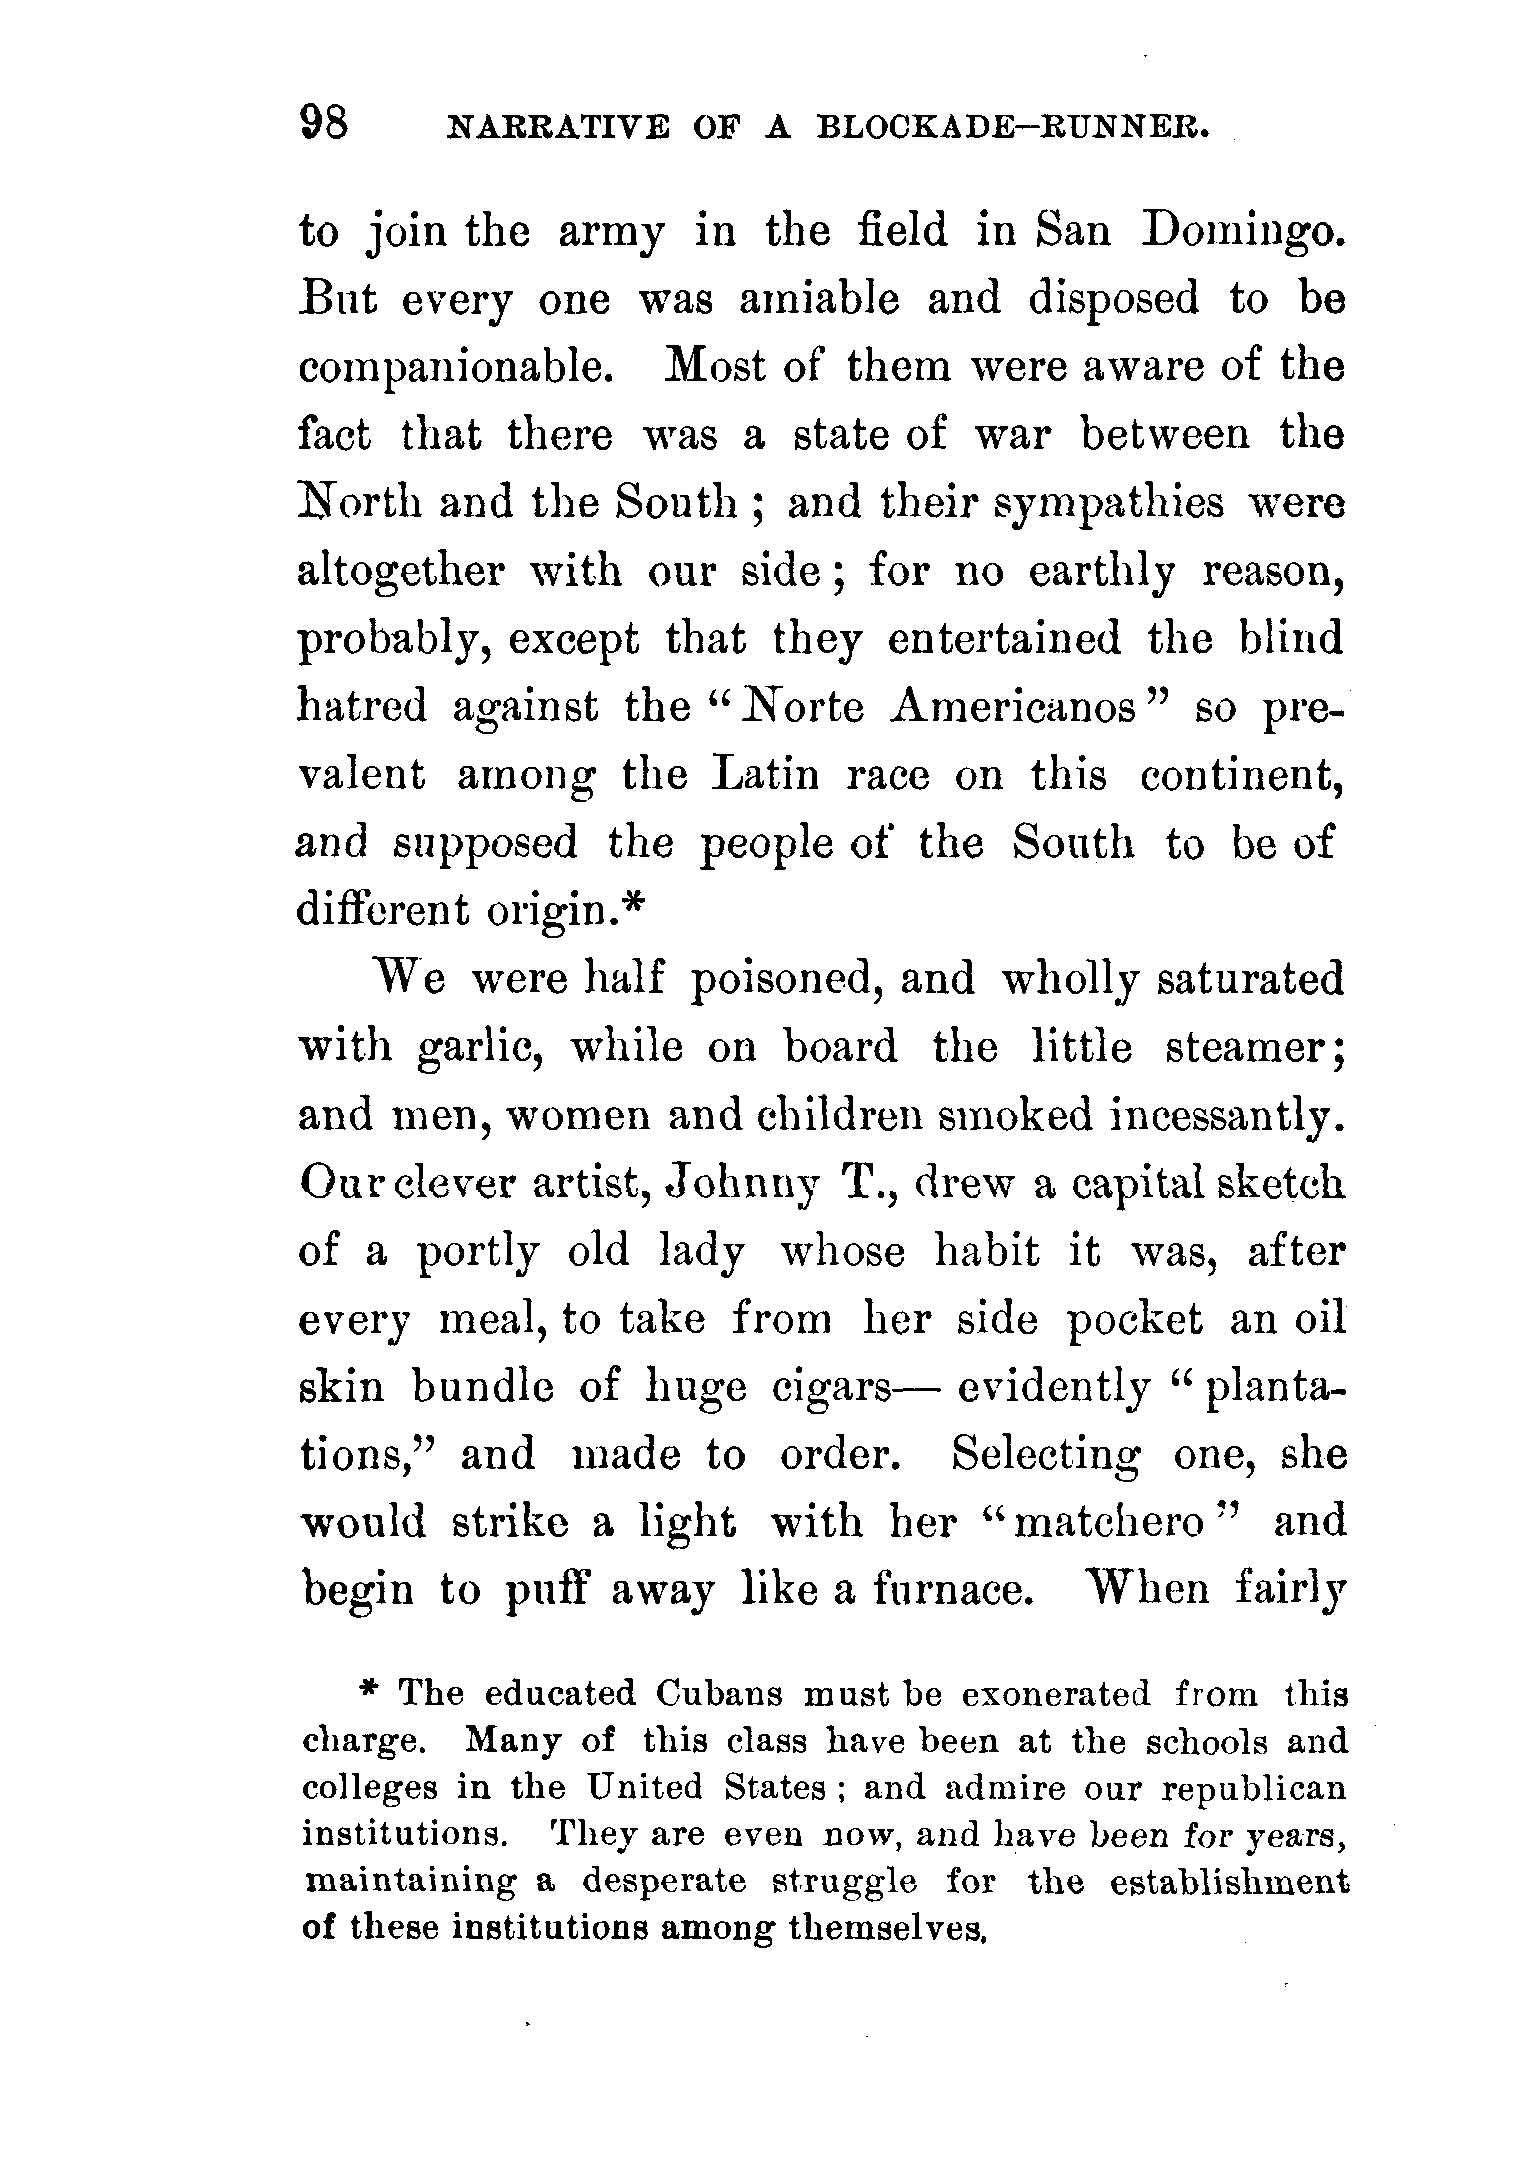 98 NARRATIVE OF A BLOCKADE-RUNNER.
to join the army in the field in San Domingo.
But every one was amiable and disposed to be
companionable. Most of them were aware of the
fact that there was a state of war between the
North and the South ; and their sympathies were
altogether with our side ; for no earthly reason,
probably, except that they entertained the blind
hatred against the “ Norte Americanos ” so pre-
valent among the Latin race on this continent,
and supposed the people of the South to be of
different origin.*
We were half poisoned, and wholly saturated
with garlic, while on board the little steamer;
and men, women and children smoked incessantly.
Our clever artist, Johnny T., drew a capital sketch
of a portly old lady whose habit it was, after
every meal, to take from her side pocket an oil
skin bundle of huge cigars— evidently “ planta-
tions,” and made to order. Selecting one, she
would strike a light with her “ matchero ” and
begin to puff away like a furnace. When fairly
* The educated Cubans must be exonerated from this
charge. Many of this class have been at the schools and
colleges in the United States ; and admire our republican
institutions. They are even now, and have been for years,
maintaining a desperate struggle for the establishment
of these institutions among themselves.